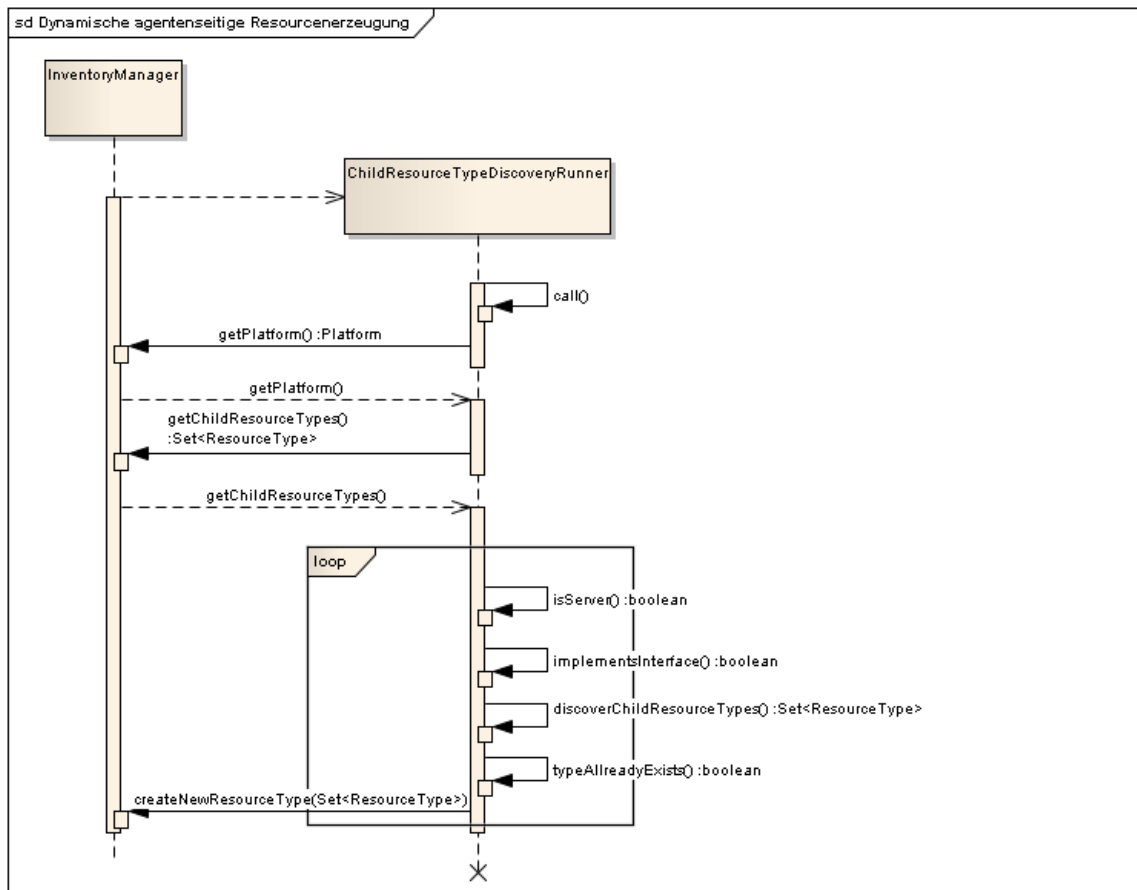 sd Dynamische agentenseitige Resourcenerzeugung
InventoryManager
ChildResourceTypeDiscoveryRunner
call()
getPlatform() :Platform
getPlatform()
getChildResourceTypes()
:Set<ResourceType>
getChildResourceTypes()
loop
isServer() :boolean
implementsInterface() :boolean
discoverChildResourceTypes() :Set<ResourceType>
typeAllreadyExists() :boolean
createNewResourceType(Set<ResourceType>)